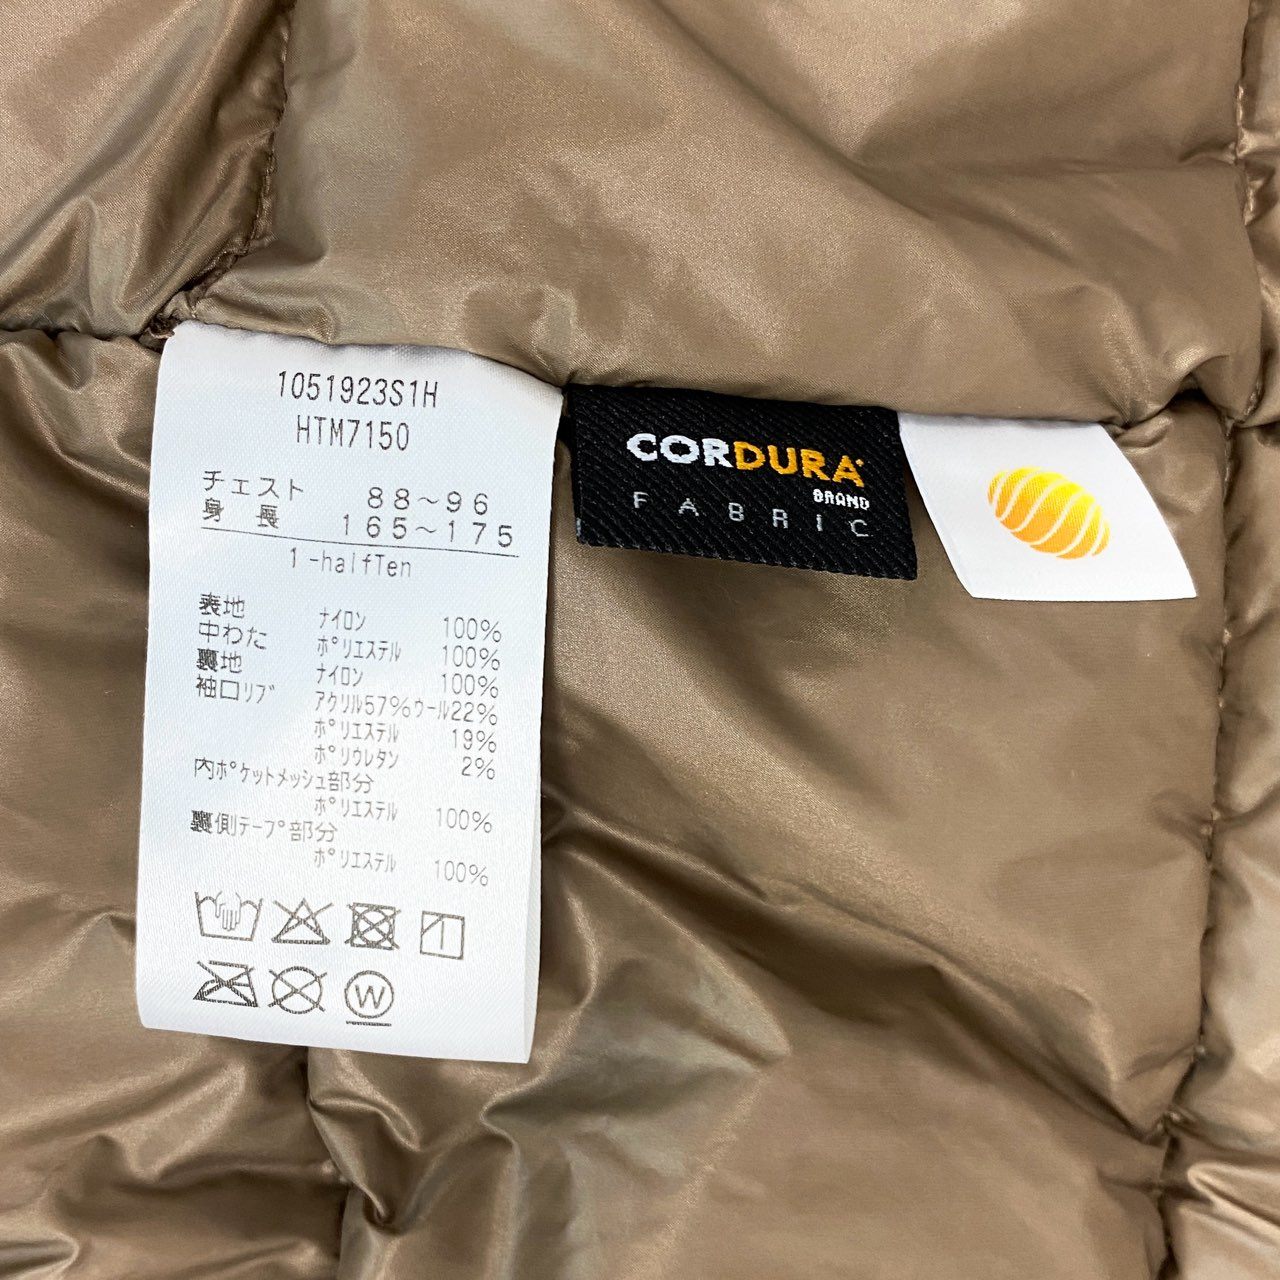 1051923S1H
HTM7150
チェスト 88～96
身長 165～175
1-halfTen
表地 ナイロン 100%
中わた ポリエステル 100%
裏地 ナイロン 100%
袖口リブ アクリル57%ウール22%
ポリエステル 19%
ポリウレタン 2%
内ポケットメッシュ部分
ポリエステル 100%
裏側テープ部分
ポリエステル 100%
W
CORDURA
BRAND
FABRIC